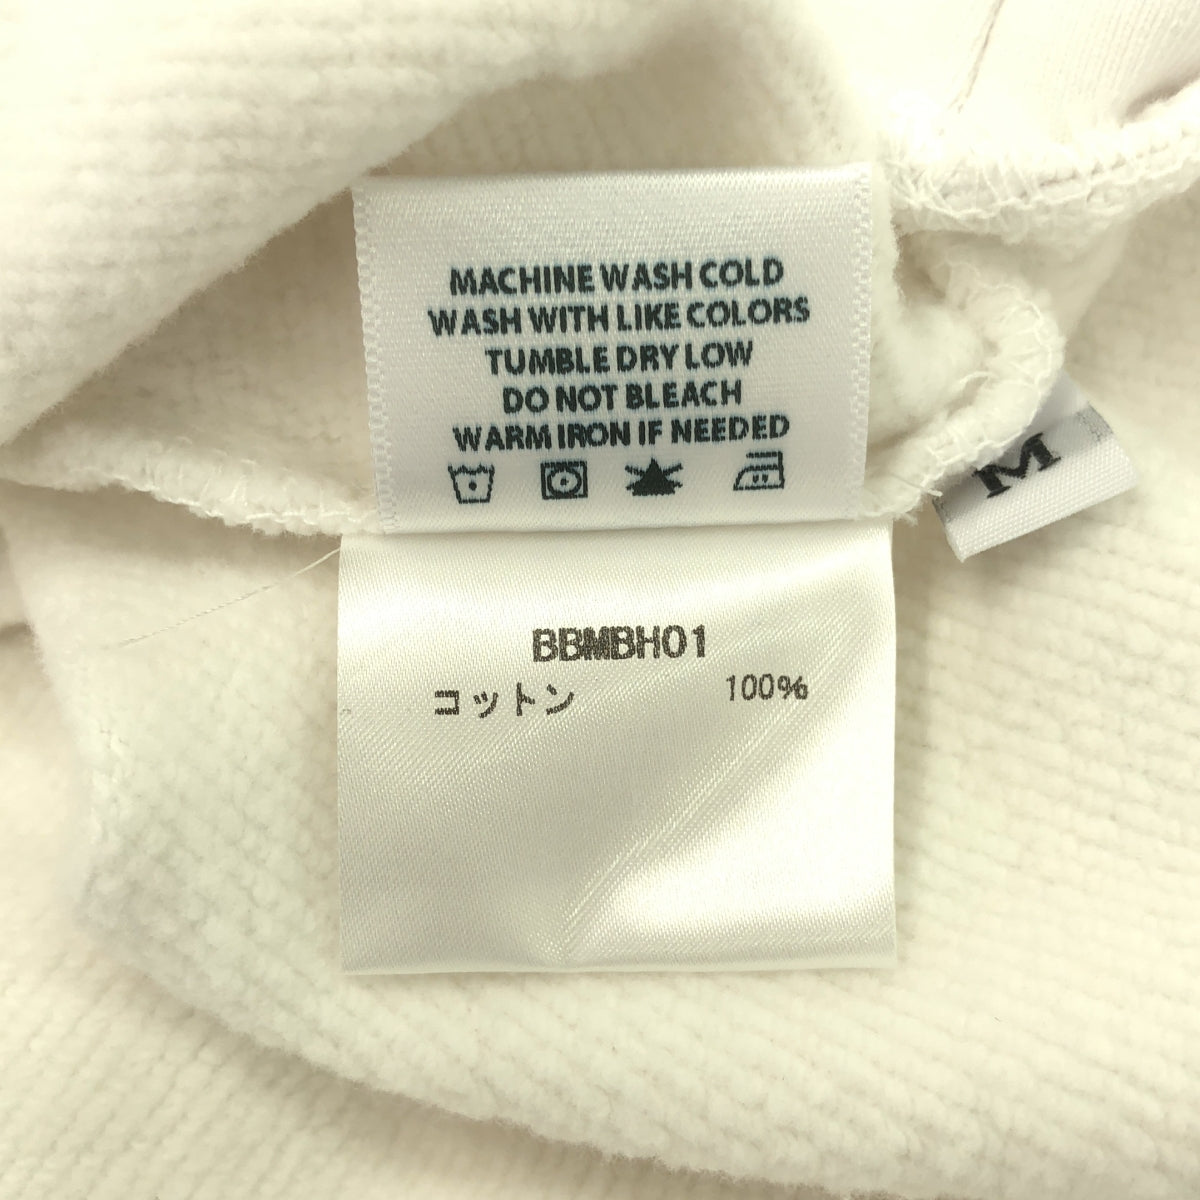 MACHINE WASH COLD
WASH WITH LIKE COLORS
TUMBLE DRY LOW
DO NOT BLEACH
WARM IRON IF NEEDED
M
BBMBH01
コットン 100%